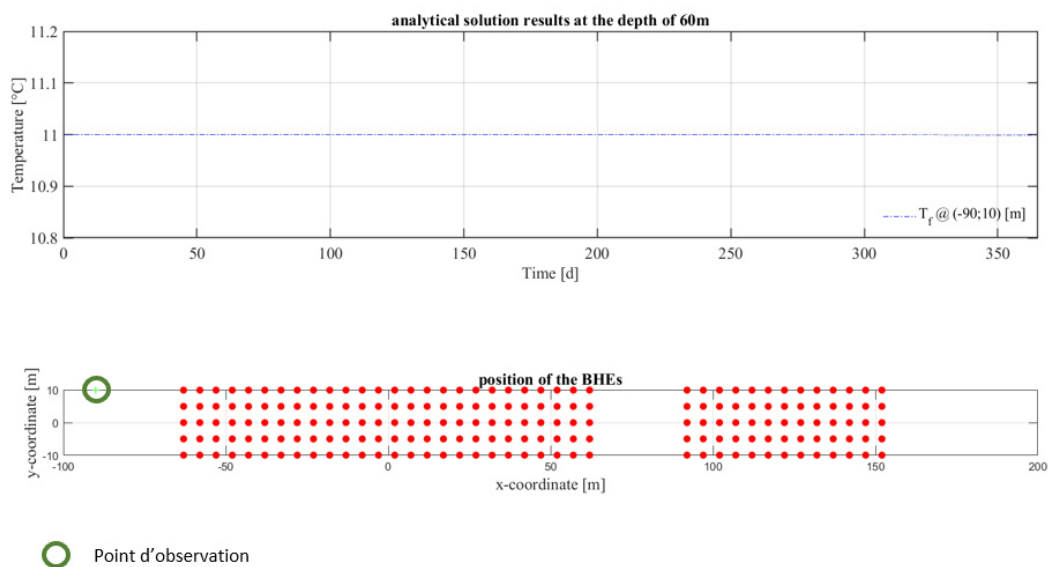 analytical solution results at the depth of 60m
11.2
11.1
11
10.9
10.8
Temperature [°C]
T_f @ (-90;10) [m]
0 50 100 150 200 250 300 350
Time [d]
position of the BHEs
10
5
0
-5
-10
y-coordinate [m]
-100 -50 0 50 100 150 200
x-coordinate [m]
Point d'observation